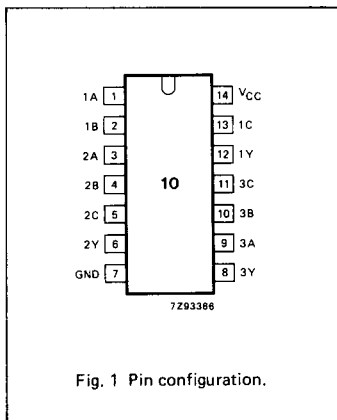 1A 1 14 VCC
1B 2 13 1C
2A 3 12 1Y
2B 4 10 11 3C
2C 5 10 3B
2Y 6 9 3A
GND 7 8 3Y
7Z93386
Fig. 1 Pin configuration.